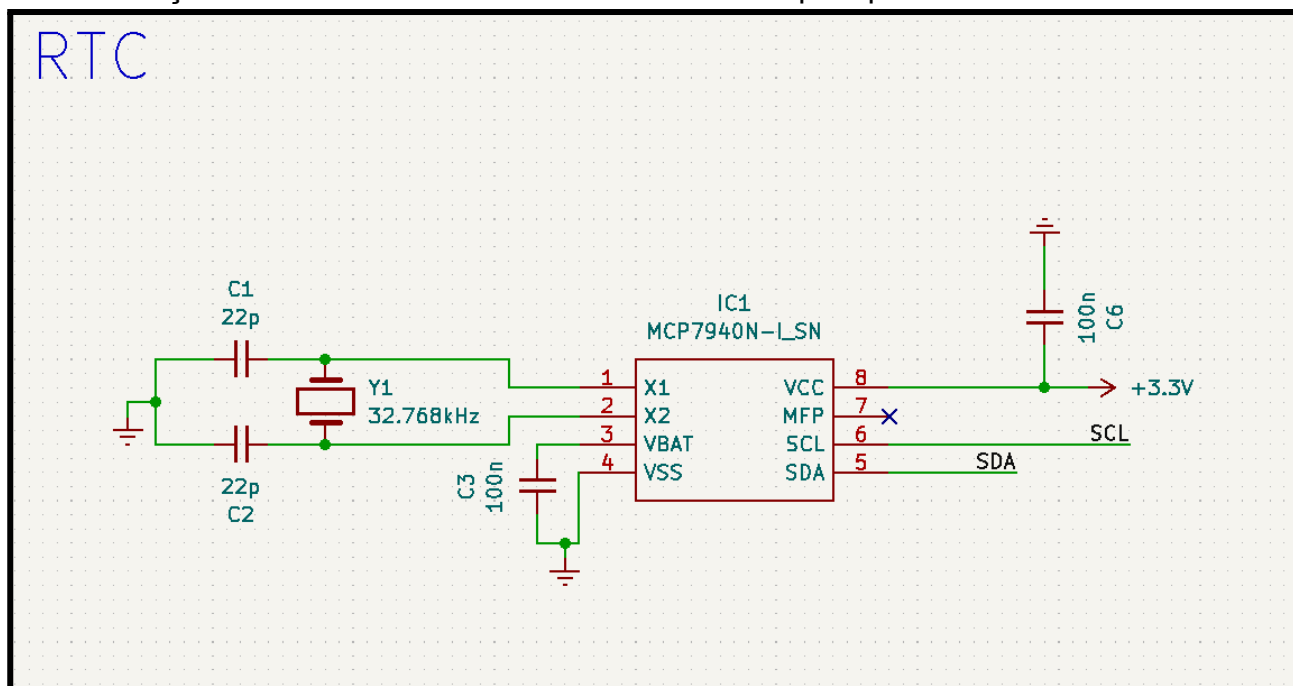 RTC
C1
22p
Y1
32.768kHz
22p
C2
IC1
MCP7940N-I_SN
1 X1
2 X2
3 VBAT
4 VSS
VCC 8
MFP 7
SCL 6
SDA 5
C3
100n
100n
C6
+3.3V
SCL
SDA